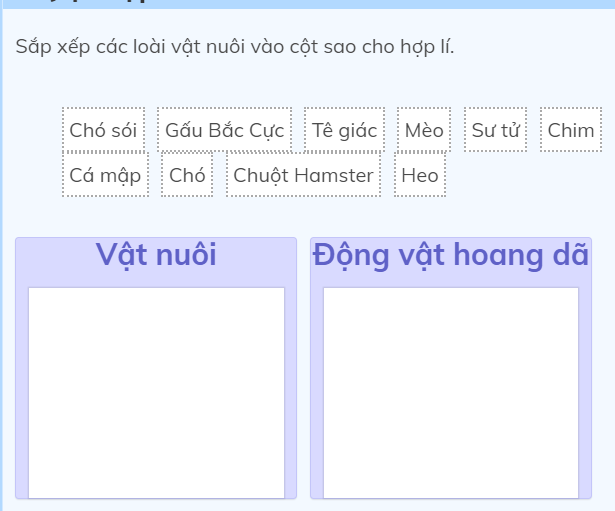 Sắp xếp các loài vật nuôi vào cột sao cho hợp lí.
Chó sói Gấu Bắc Cực Tê giác Mèo Sư tử Chim
Cá mập Chó Chuột Hamster Heo
Vật nuôi Động vật hoang dã